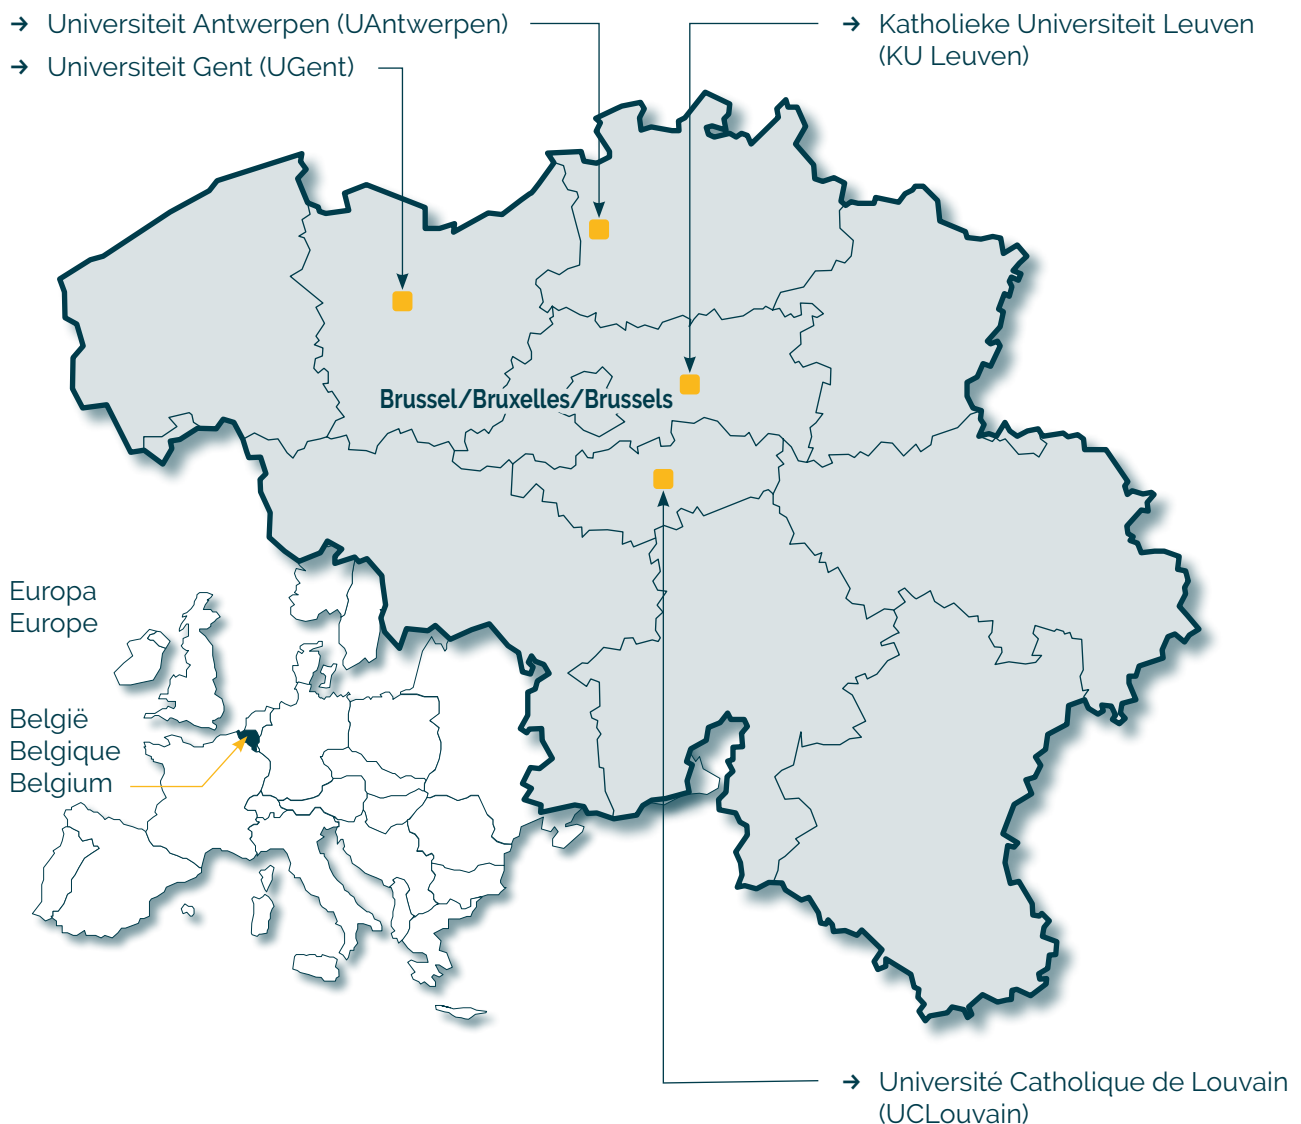 → Universiteit Antwerpen (UAntwerpen)
→ Universiteit Gent (UGent)
→ Katholieke Universiteit Leuven
(KU Leuven)
Brussel/Bruxelles/Brussels
Europa
Europe
België
Belgique
Belgium
→ Université Catholique de Louvain
(UCLouvain)